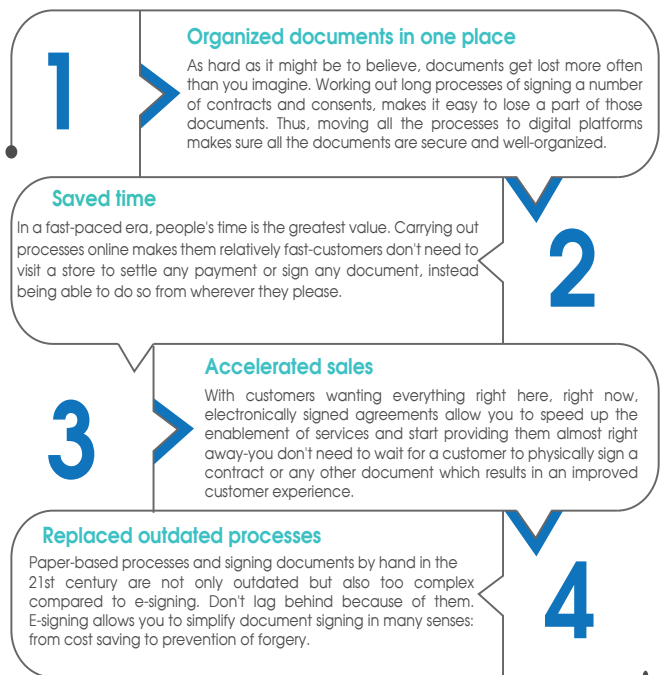 1
Organized documents in one place
As hard as it might be to believe, documents get lost more often
than you imagine. Working out long processes of signing a number
of contracts and consents, makes it easy to lose a part of those
documents. Thus, moving all the processes to digital platforms
makes sure all the documents are secure and well-organized.
Saved time
In a fast-paced era, people's time is the greatest value. Carrying out
processes online makes them relatively fast-customers don't need to
visit a store to settle any payment or sign any document, instead
being able to do so from wherever they please.
2
3
Accelerated sales
With customers wanting everything right here, right now,
electronically signed agreements allow you to speed up the
enablement of services and start providing them almost right
away-you don't need to wait for a customer to physically sign a
contract or any other document which results in an improved
customer experience.
Replaced outdated processes
Paper-based processes and signing documents by hand in the
21st century are not only outdated but also too complex
compared to e-signing. Don't lag behind because of them.
E-signing allows you to simplify document signing in many senses:
from cost saving to prevention of forgery.
4